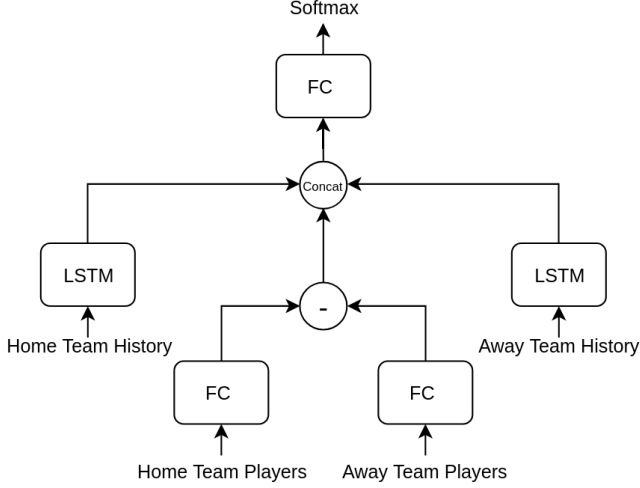 Softmax
FC
Concat
LSTM
LSTM
-
Home Team History
Away Team History
FC
FC
Home Team Players
Away Team Players